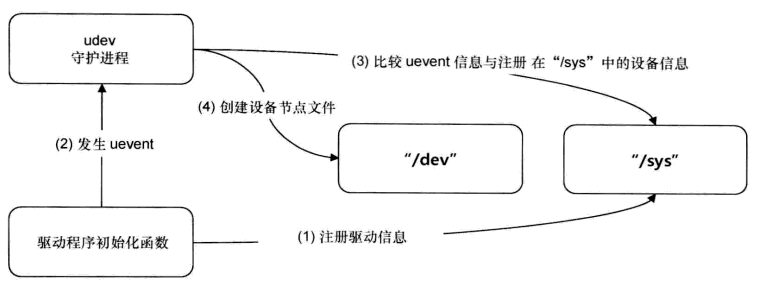 udev
守护进程
(3) 比较 uevent 信息与注册 在“/sys”中的设备信息
(4) 创建设备节点文件
(2) 发生 uevent
“/dev”
“/sys”
驱动程序初始化函数
(1) 注册驱动信息